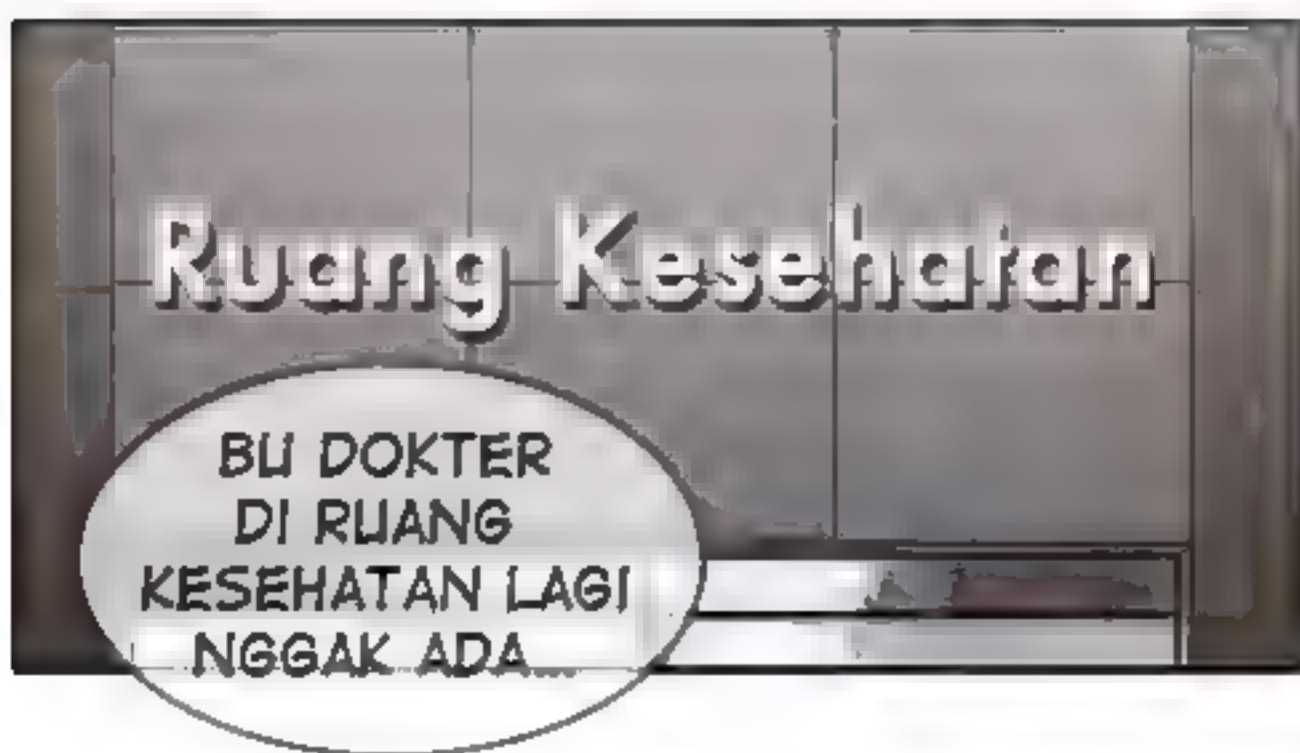 Ruang Kesehatan
BU DOKTER
DI RUANG
KESEHATAN LAGI
NGGAK ADA...